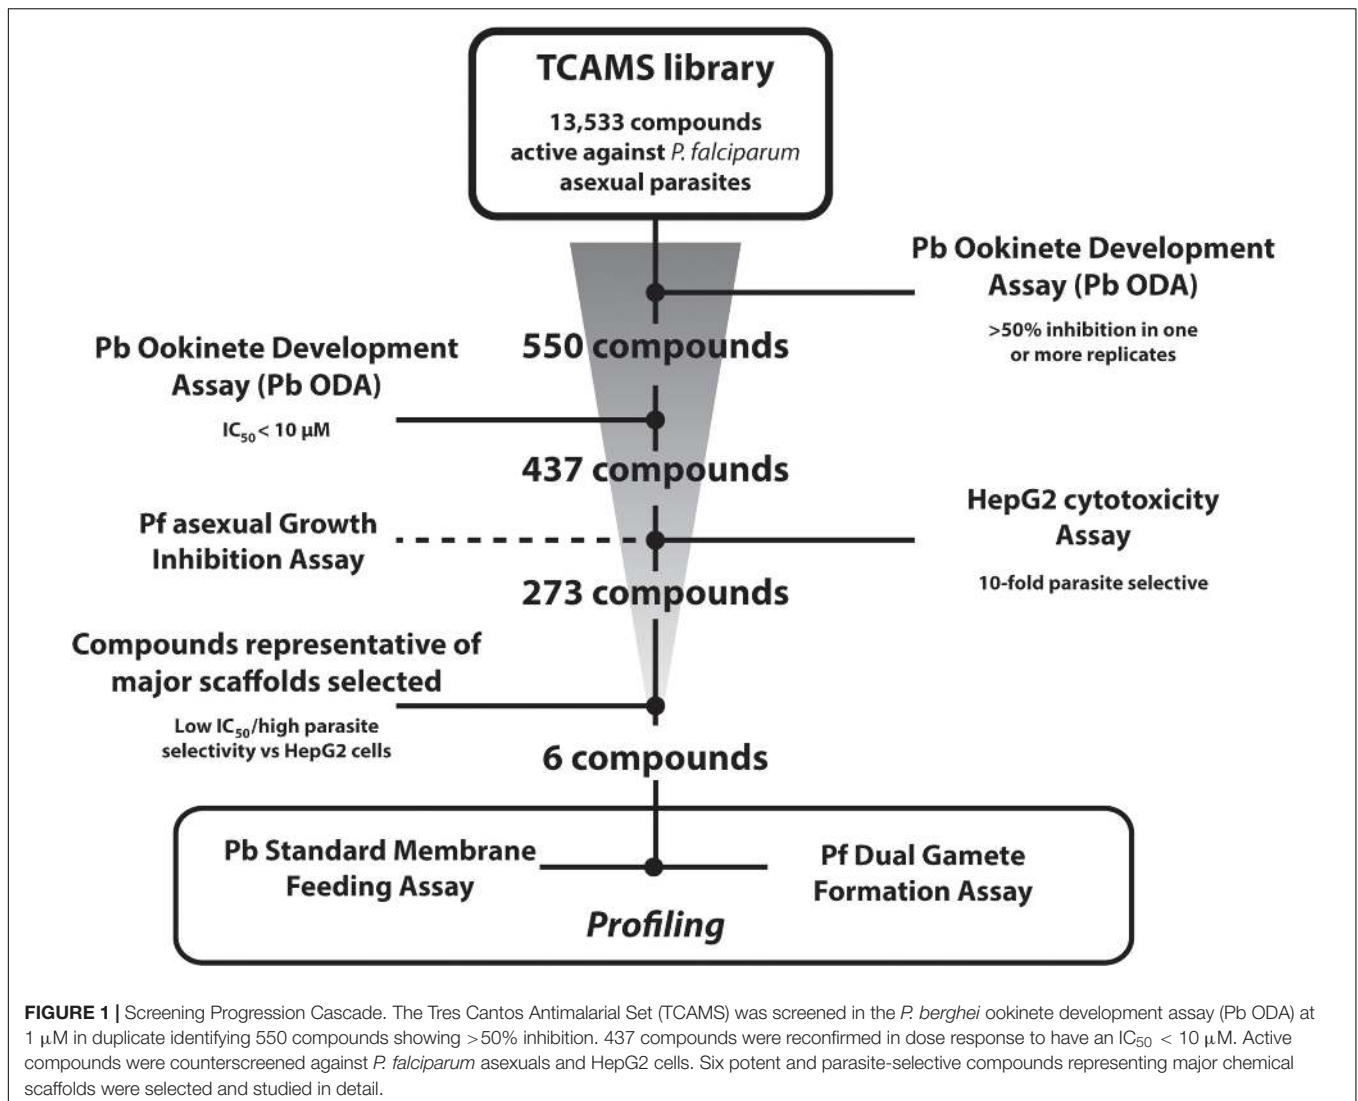 TCAMS library
13,533 compounds
active against P. falciparum
asexual parasites
Pb Ookinete Development
Assay (Pb ODA)
>50% inhibition in one
or more replicates
550 compounds
Pb Ookinete Development
Assay (Pb ODA)
IC50 < 10 µM
437 compounds
HepG2 cytotoxicity
Assay
10-fold parasite selective
Pf asexual Growth
Inhibition Assay
273 compounds
Compounds representative of
major scaffolds selected
Low IC50/high parasite
selectivity vs HepG2 cells
6 compounds
Pb Standard Membrane
Feeding Assay
Pf Dual Gamete
Formation Assay
Profiling
FIGURE 1 | Screening Progression Cascade. The Tres Cantos Antimalarial Set (TCAMS) was screened in the P. berghei ookinete development assay (Pb ODA) at
1 µM in duplicate identifying 550 compounds showing >50% inhibition. 437 compounds were reconfirmed in dose response to have an IC50 < 10 µM. Active
compounds were counterscreened against P. falciparum asexuals and HepG2 cells. Six potent and parasite-selective compounds representing major chemical
scaffolds were selected and studied in detail.